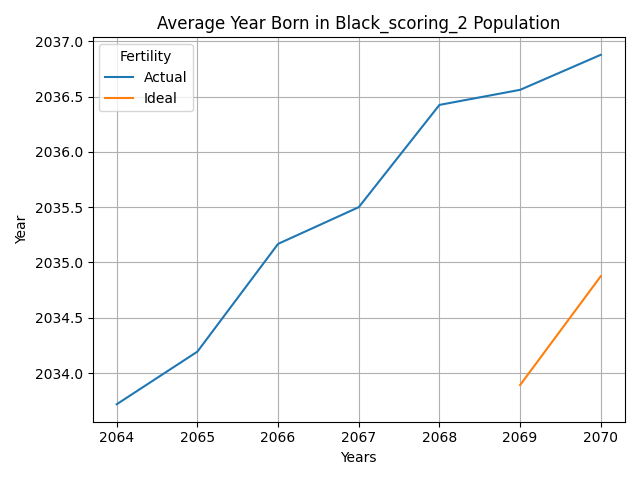 Average Year Born in Black_scoring_2 Population
2037.0
2036.5
2036.0
2035.5
2035.0
2034.5
2034.0
Year
Fertility
Actual
Ideal
2064 2065 2066 2067 2068 2069 2070
Years